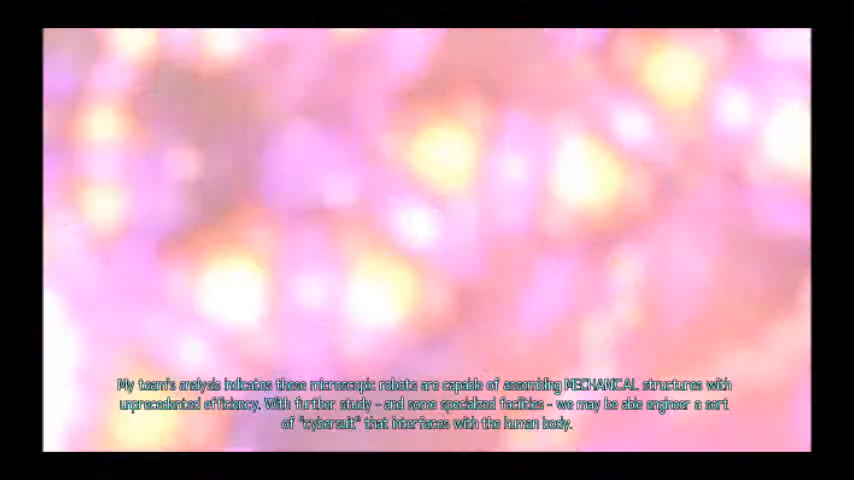 My team's analysis indicates these microscopic robots are capable of assembling MECHANICAL structures with
unprecedented efficiency. With further study - and some specialized facilities - we may be able engineer a sort
of "cybersuit" that interfaces with the human body.